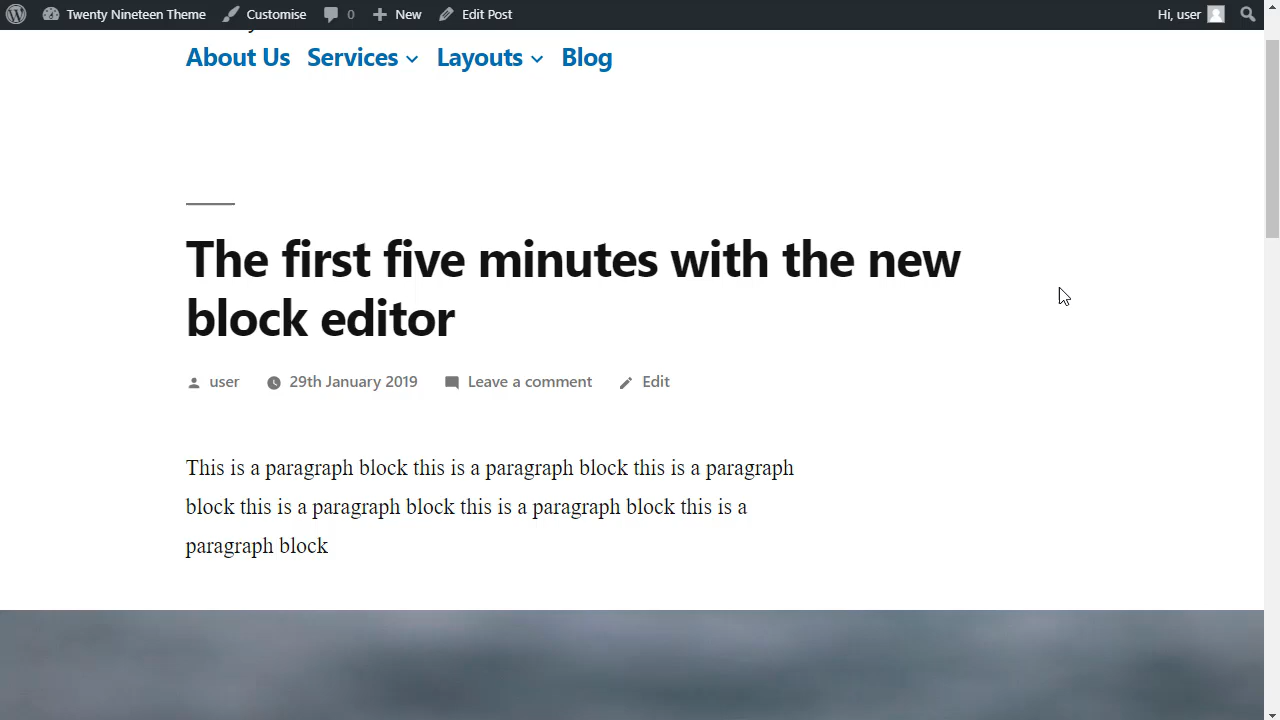 Twenty Nineteen Theme Customise 0 New Edit Post Hi, user
About Us Services Layouts Blog
The first five minutes with the new
block editor
user 29th January 2019 Leave a comment Edit
This is a paragraph block this is a paragraph block this is a paragraph
block this is a paragraph block this is a paragraph block this is a
paragraph block